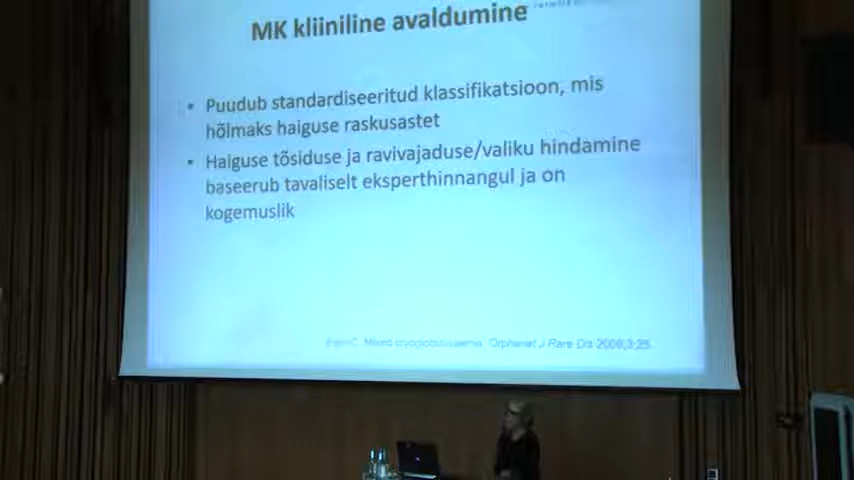 MK kliiniline avaldumine
• Puudub standardiseeritud klassifikatsioon, mis
hõlmaks haiguse raskusastet
• Haiguse tõsiduse ja ravivajaduse/valiku hindamine
baseerub tavaliselt eksperthinnangul ja on
kogemuslik
Mixed cryoglobulinaemia. Orphanet J Rare Dis 2008;3:25.